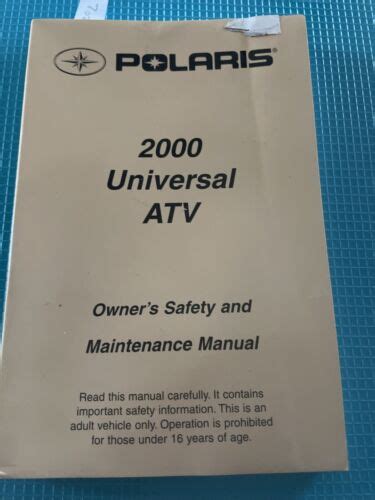 POLARIS®
2000
Universal
ATV
Owner's Safety and
Maintenance Manual
Read this manual carefully. It contains
important safety information. This is an
adult vehicle only. Operation is prohibited
for those under 16 years of age.